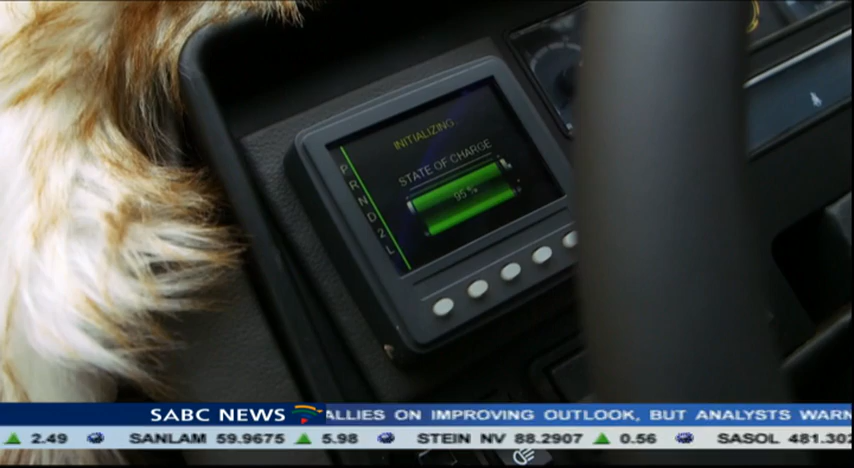 INITIALIZING
STATE OF CHARGE
95%
P
R
N
D
2
L
SABC NEWS ALLIES ON IMPROVING OUTLOOK, BUT ANALYSTS WARN
2.49 SANLAM 59.9675 5.98 STEIN NV 88.2907 0.56 SASOL 481.302